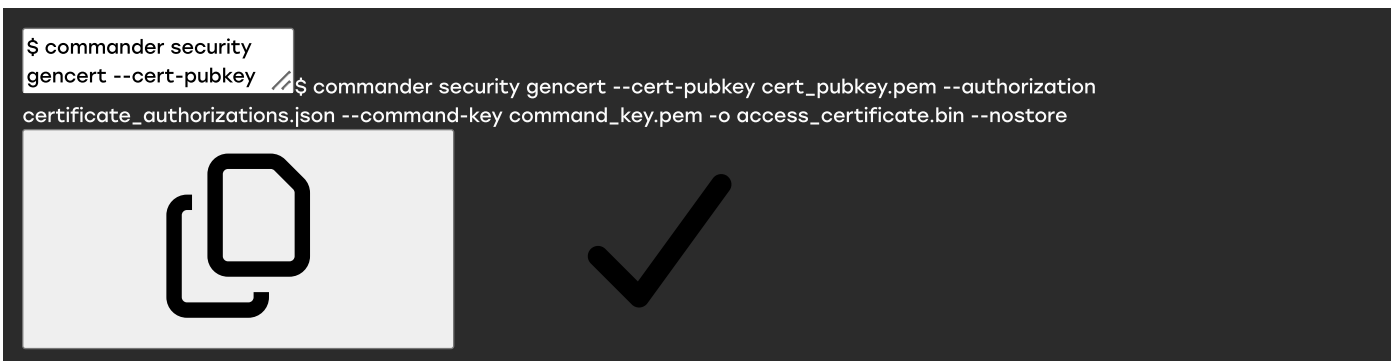 $ commander security
gencert --cert-pubkey
$ commander security gencert --cert-pubkey cert_pubkey.pem --authorization
certificate_authorizations.json --command-key command_key.pem -o access_certificate.bin --nostore